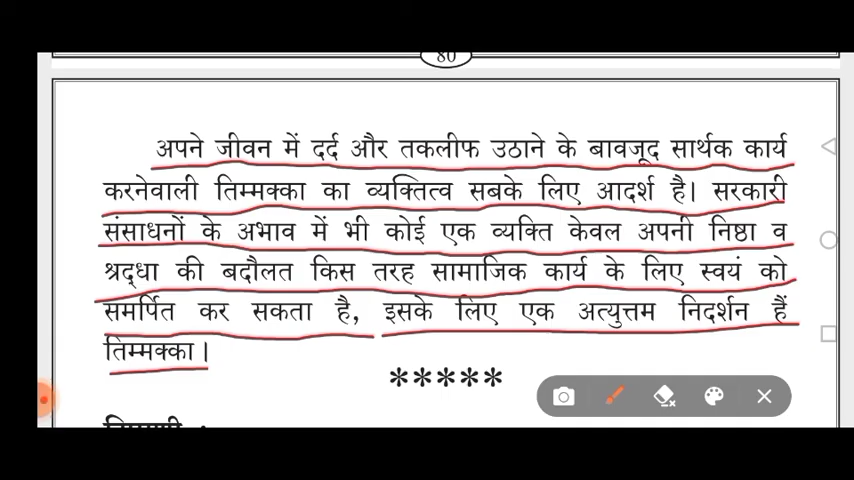 80
अपने जीवन में दर्द और तकलीफ उठाने के बावजूद सार्थक कार्य
करनेवाली तिम्मक्का का व्यक्तित्व सबके लिए आदर्श है। सरकारी
संसाधनों के अभाव में भी कोई एक व्यक्ति केवल अपनी निष्ठा व
श्रद्धा की बदौलत किस तरह सामाजिक कार्य के लिए स्वयं को
समर्पित कर सकता है, इसके लिए एक अत्युत्तम निदर्शन हैं
तिम्मक्का।
*****